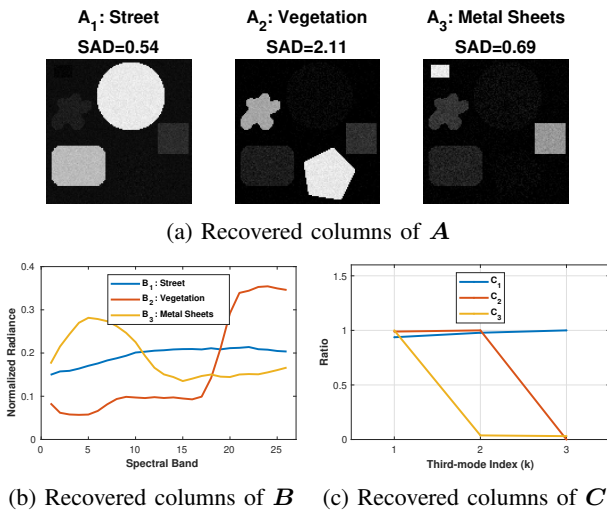 A1: Street
SAD=0.54
A2: Vegetation
SAD=2.11
A3: Metal Sheets
SAD=0.69
(a) Recovered columns of A
Normalized Radiance
0.4
0.3
0.2
0.1
0
0 5 10 15 20 25
Spectral Band
B1: Street
B2: Vegetation
B3: Metal Sheets
Ratio
1.5
1
0.5
0
1 2 3
Third-mode Index (k)
C1
C2
C3
(b) Recovered columns of B
(c) Recovered columns of C